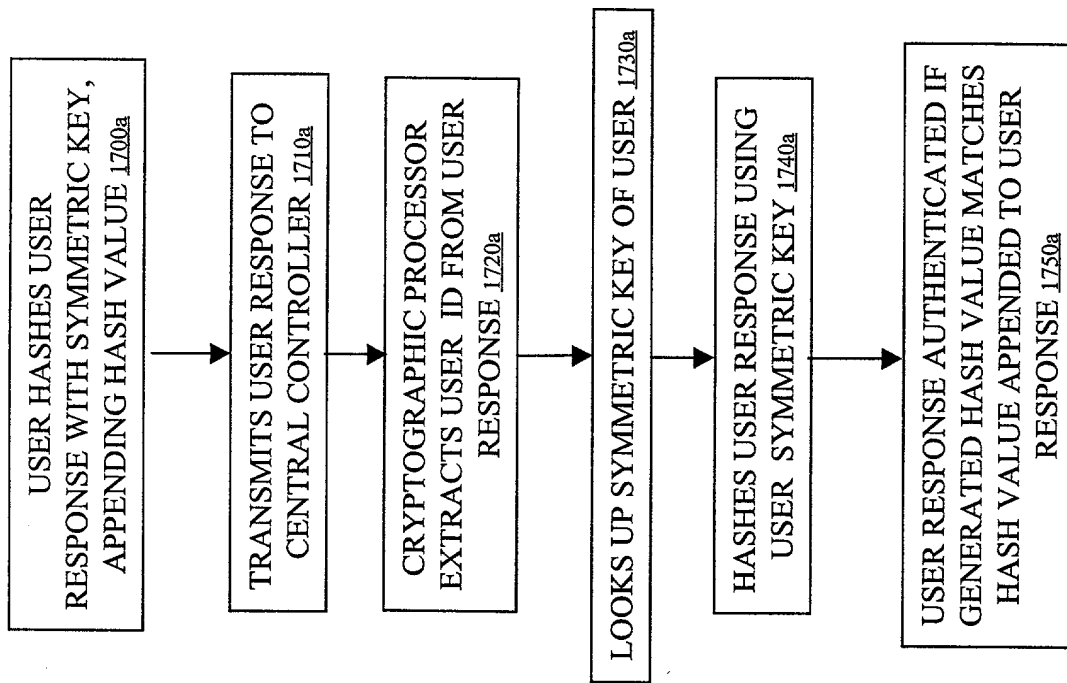 USER HASHES USER
RESPONSE WITH SYMMETRIC KEY,
APPENDING HASH VALUE 1700a
TRANSMITS USER RESPONSE TO
CENTRAL CONTROLLER 1710a
CRYPTOGRAPHIC PROCESSOR
EXTRACTS USER ID FROM USER
RESPONSE 1720a
LOOKS UP SYMMETRIC KEY OF USER 1730a
HASHES USER RESPONSE USING
USER SYMMETRIC KEY 1740a
USER RESPONSE AUTHENTICATED IF
GENERATED HASH VALUE MATCHES
HASH VALUE APPENDED TO USER
RESPONSE 1750a